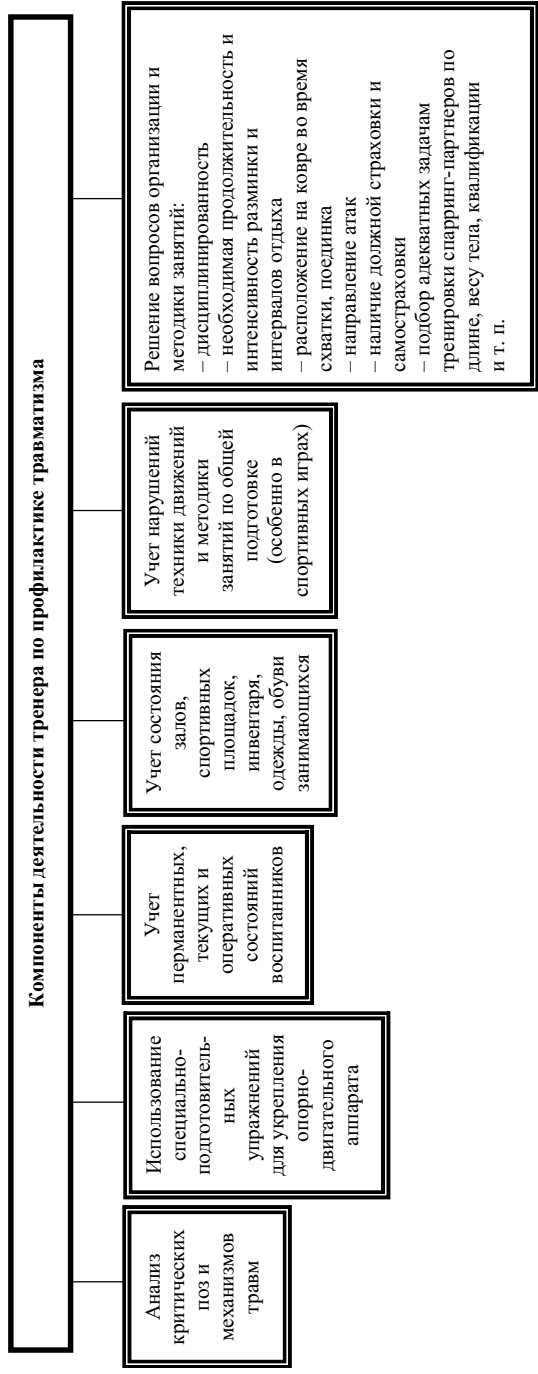 Компоненты деятельности тренера по профилактике травматизма
Анализ
критических
поз и
механизмов
травм
Использование
специально-
подготовитель-
ных
упражнений
для укрепления
опорно-
двигательного
аппарата
Учет
перманентных,
текущих и
оперативных
состояний
воспитанников
Учет состояния
залов,
спортивных
площадок,
инвентаря,
одежды, обуви
занимающихся
Учет нарушений
техники движений
и методики
занятий по общей
подготовке
(особенно в
спортивных играх)
Решение вопросов организации и
методики занятий:
– дисциплинированность
– необходимая продолжительность и
интенсивность разминки и
интервалов отдыха
– расположение на ковре во время
схватки, поединка
– направление атак
– наличие должной страховки и
самостраховки
– подбор адекватных задачам
тренировки спарринг-партнеров по
длине, весу тела, квалификации
и т. п.